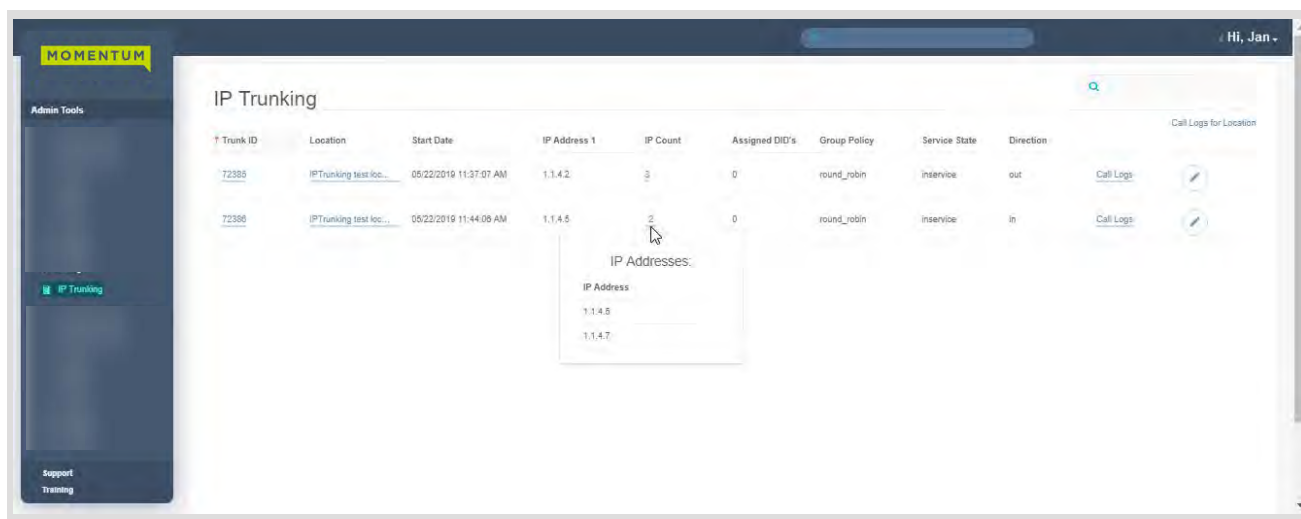 Hi, Jan
MOMENTUM
Admin Tools
IP Trunking
Call Logs for Location
Trunk ID Location Start Date IP Address 1 IP Count Assigned DID's Group Policy Service State Direction
72385 IPTrunking test loc... 05/22/2019 11:37:07 AM 1.1.4.2 3 0 round_robin inservice out Call Logs
72386 IPTrunking test loc... 05/22/2019 11:44:06 AM 1.1.4.5 2 0 round_robin inservice in Call Logs
IP Addresses:
IP Address
1.1.4.5
1.1.4.7
IP Trunking
Support
Training